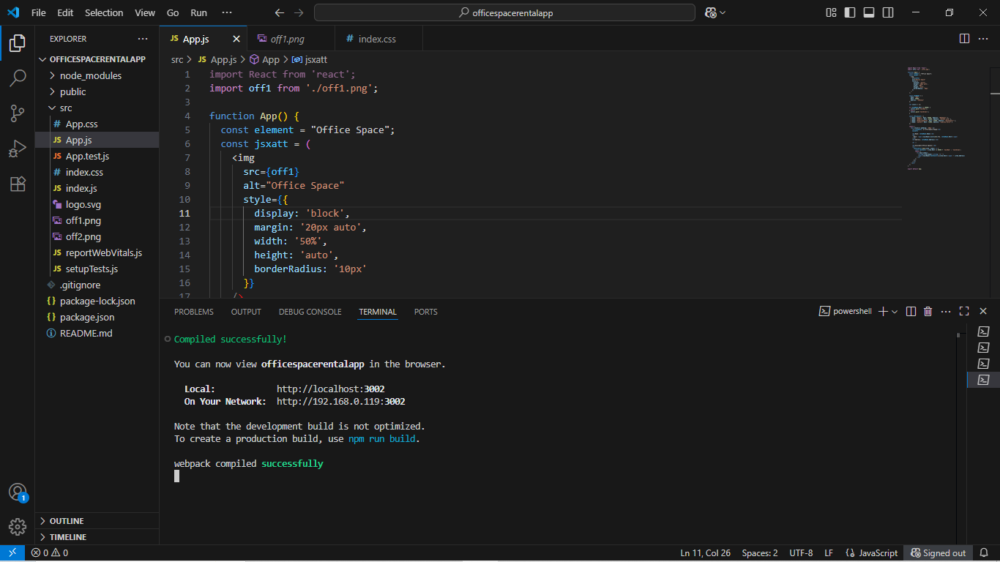 File Edit Selection View Go Run ···
officespacerentalapp
EXPLORER ···
OFFICESPACERENTALAPP
node_modules
public
src
# App.css
JS App.js
JS App.test.js
# index.css
JS index.js
logo.svg
off1.png
off2.png
JS reportWebVitals.js
JS setupTests.js
.gitignore
{} package-lock.json
{} package.json
README.md
OUTLINE
TIMELINE
1
JS App.js
off1.png
# index.css
src > JS App.js > App > jsxatt
1 import React from 'react';
2 import off1 from './off1.png';
3
4 function App() {
5 const element = "Office Space";
6 const jsxatt = (
7 <img
8 src={off1}
9 alt="Office Space"
10 style={{
11 display: 'block',
12 margin: '20px auto',
13 width: '50%',
14 height: 'auto',
15 borderRadius: '10px'
16 }}
17 />
PROBLEMS OUTPUT DEBUG CONSOLE TERMINAL PORTS
powershell
Compiled successfully!
You can now view officespacerentalapp in the browser.
Local: http://localhost:3002
On Your Network: http://192.168.0.119:3002
Note that the development build is not optimized.
To create a production build, use npm run build.
webpack compiled successfully
0 0
Ln 11, Col 26 Spaces: 2 UTF-8 LF {} JavaScript Signed out